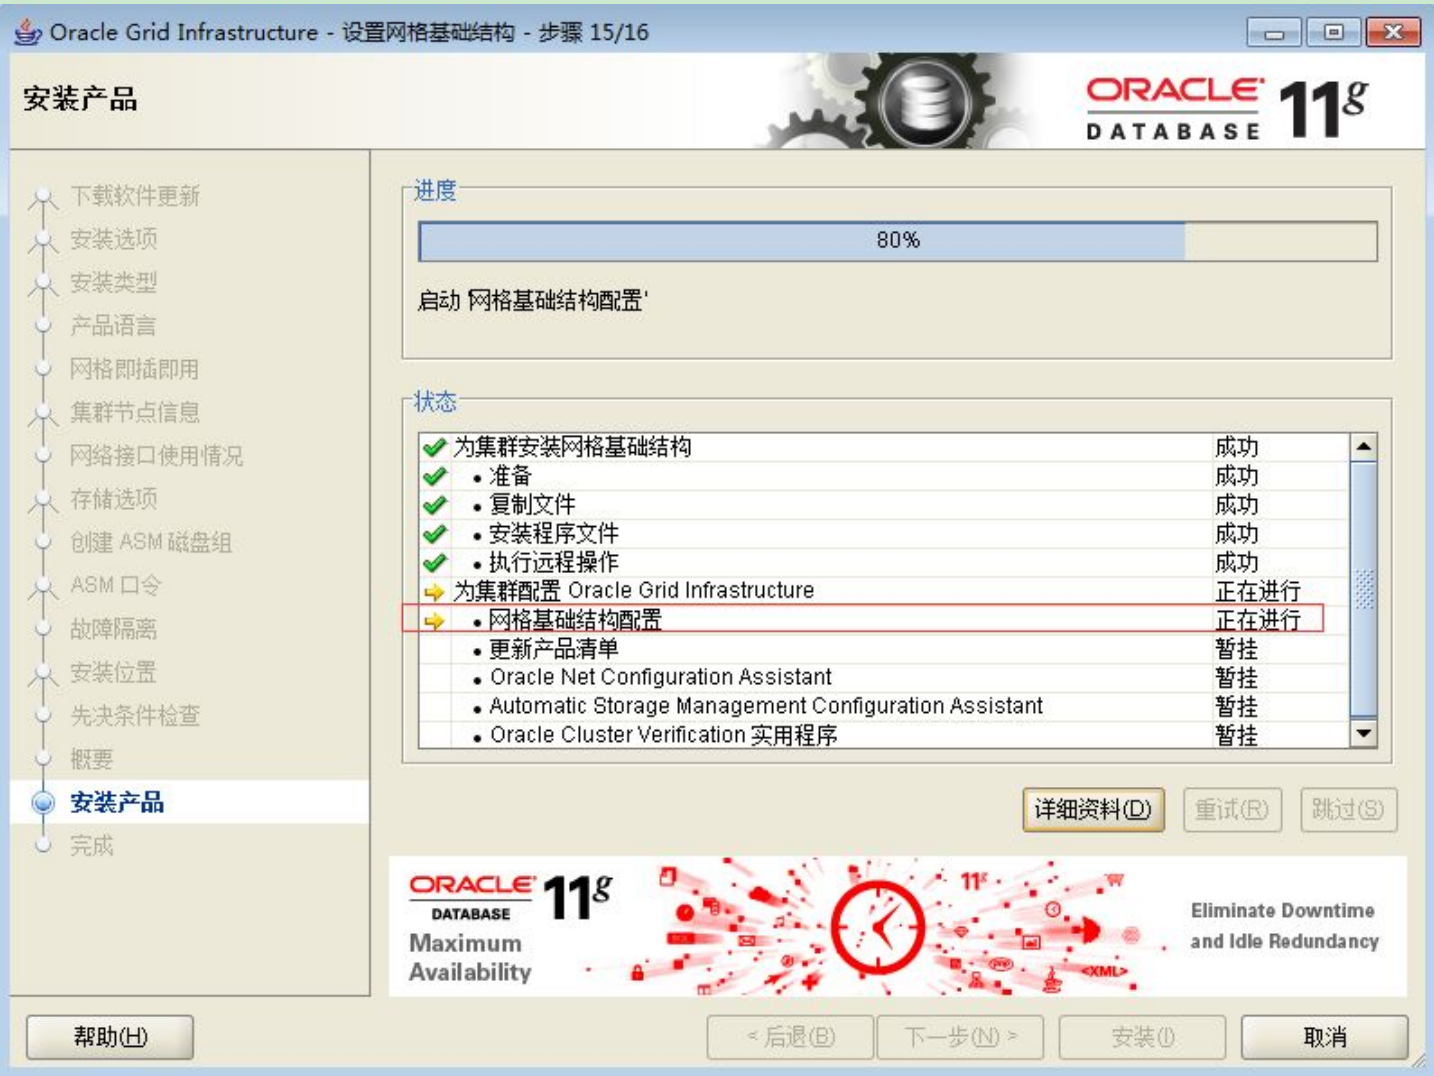 Oracle Grid Infrastructure - 设置网格基础结构 - 步骤 15/16
安装产品
ORACLE 11g
DATABASE
下载软件更新
安装选项
安装类型
产品语言
网格即插即用
集群节点信息
网络接口使用情况
存储选项
创建 ASM 磁盘组
ASM 口令
故障隔离
安装位置
先决条件检查
概要
安装产品
完成
进度
80%
启动 '网格基础结构配置'
状态
为集群安装网格基础结构 成功
• 准备 成功
• 复制文件 成功
• 安装程序文件 成功
• 执行远程操作 成功
为集群配置 Oracle Grid Infrastructure 正在进行
• 网格基础结构配置 正在进行
• 更新产品清单 暂挂
• Oracle Net Configuration Assistant 暂挂
• Automatic Storage Management Configuration Assistant 暂挂
• Oracle Cluster Verification 实用程序 暂挂
详细资料(D) 重试(R) 跳过(S)
ORACLE 11g
DATABASE
Maximum
Availability
11g
php
<XML>
Eliminate Downtime
and Idle Redundancy
帮助(H) < 后退(B) 下一步(N) > 安装(I) 取消